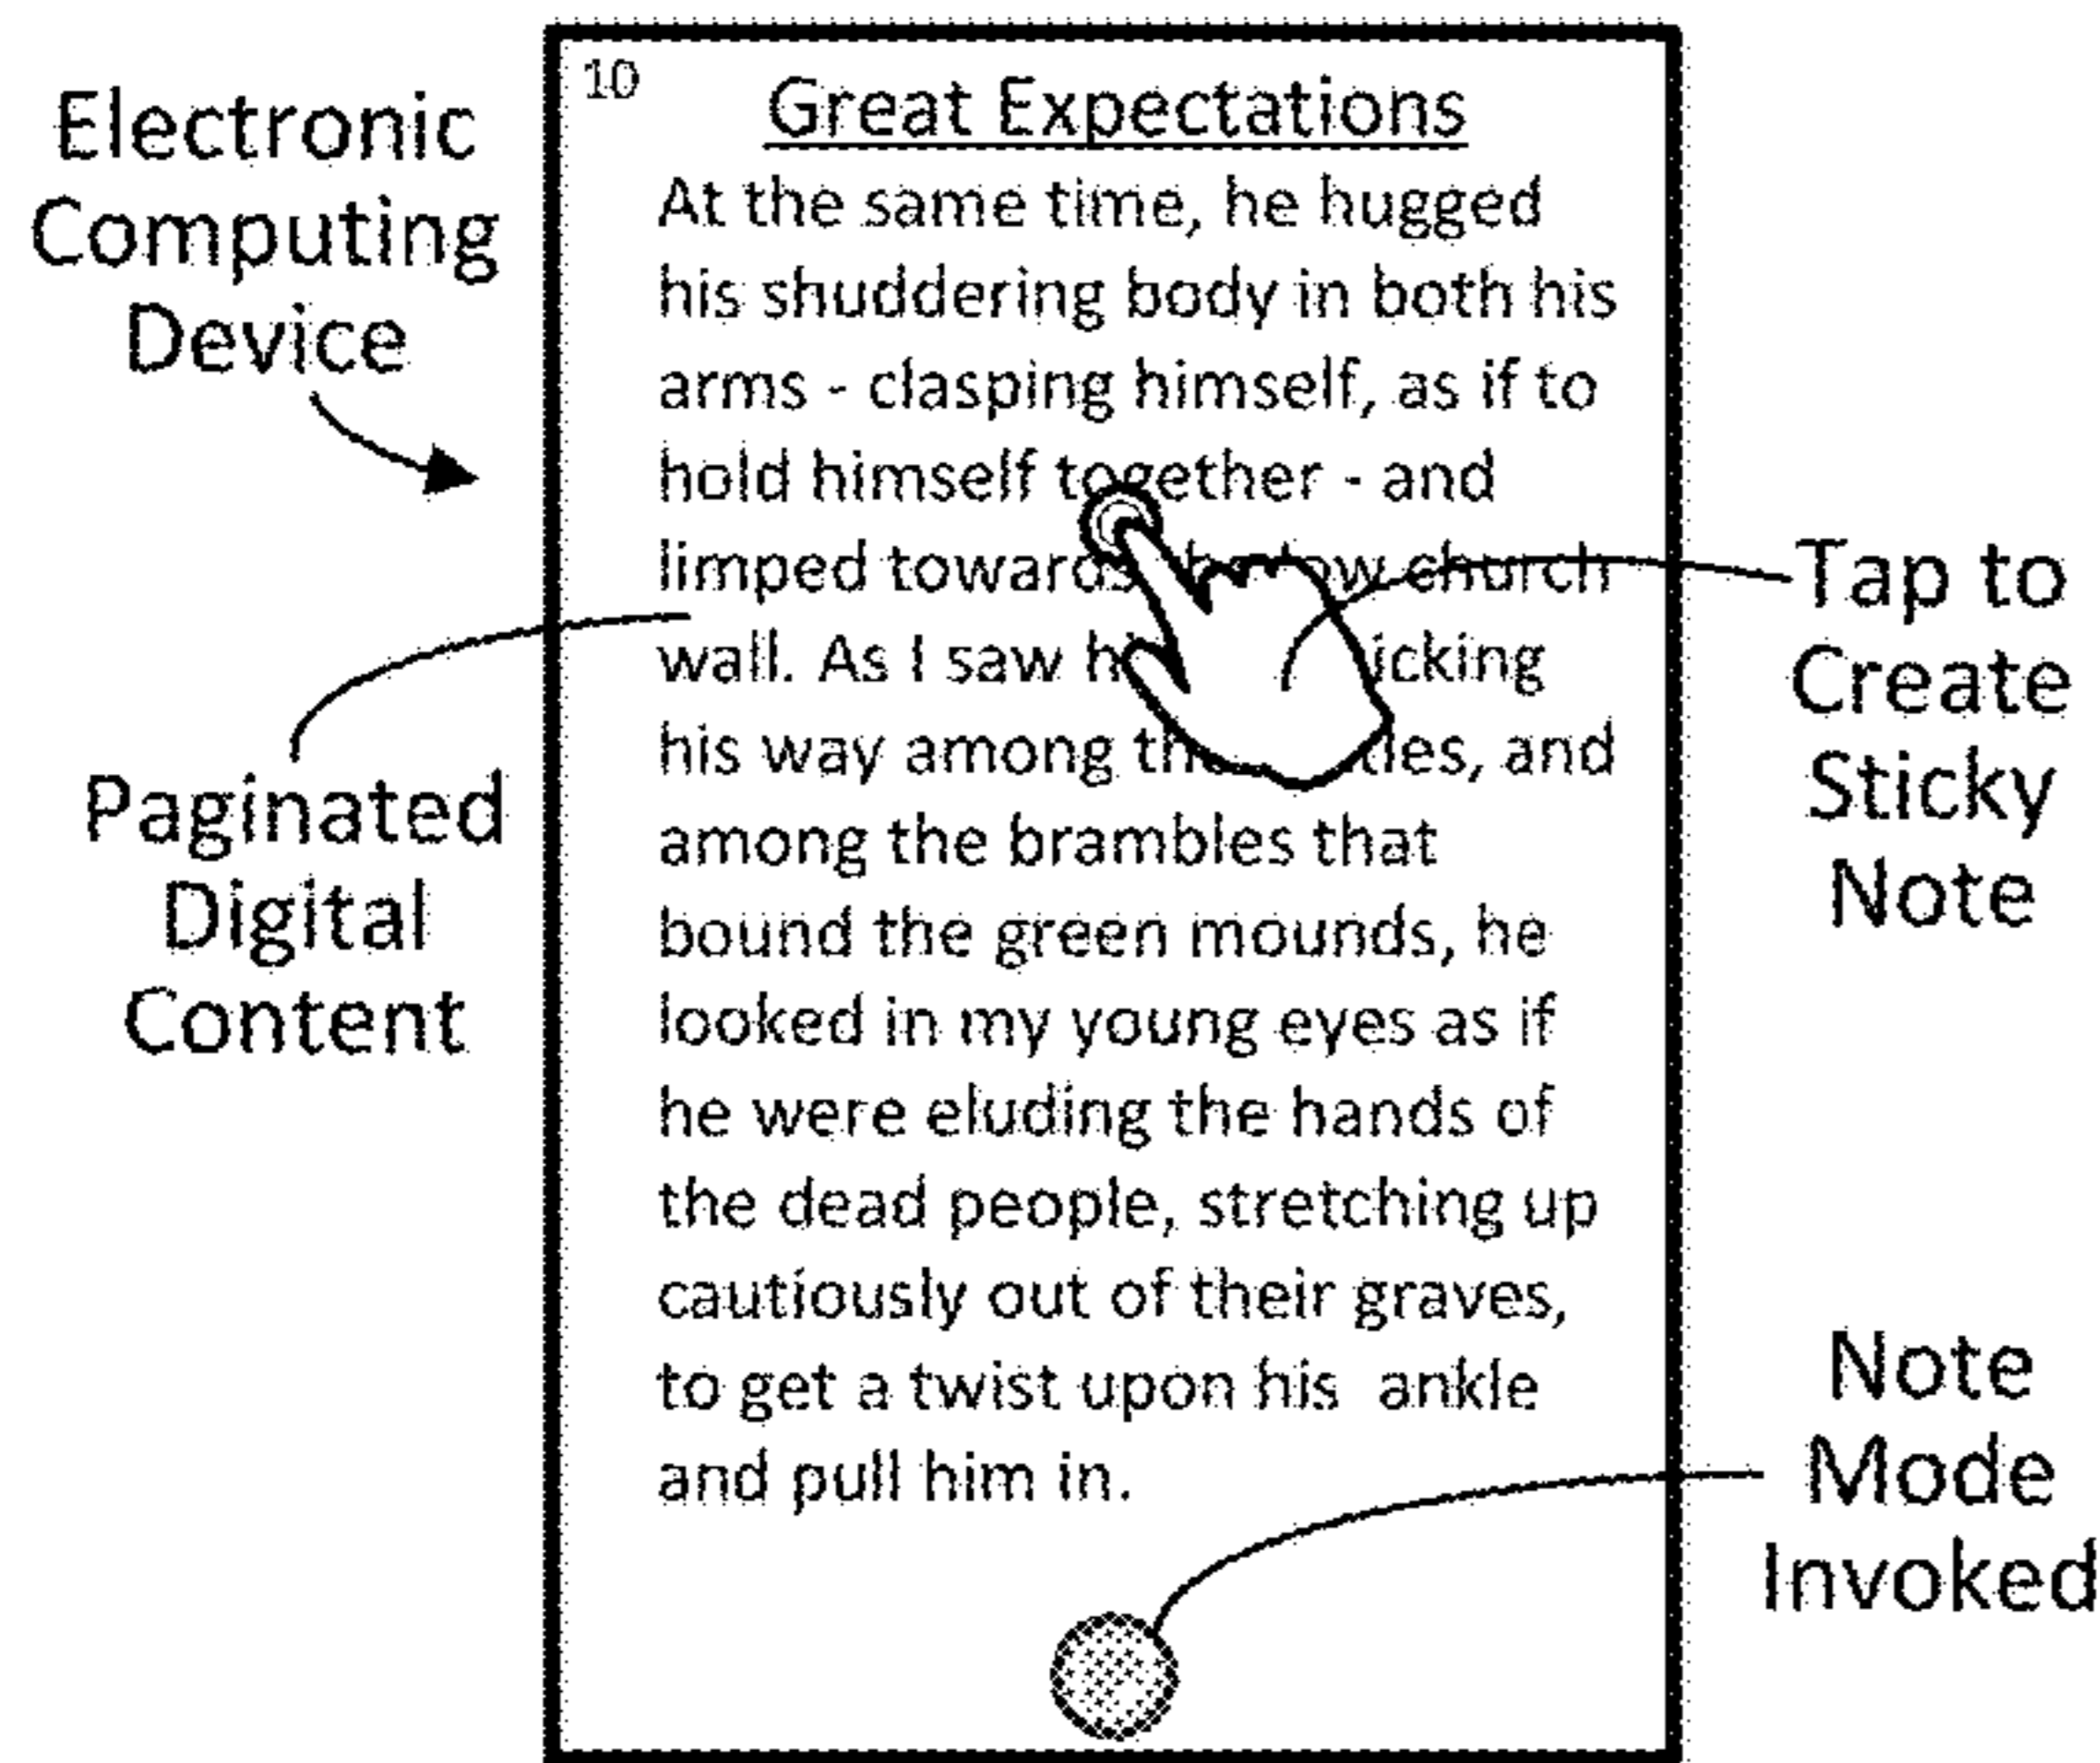 Electronic
Computing
Device
Paginated
Digital
Content
10
Great Expectations
At the same time, he hugged
his shuddering body in both his
arms - clasping himself, as if to
hold himself together - and
limped towards low church
wall. As I saw
his way among and
among the brambles that
bound the green mounds, he
looked in my young eyes as if
he were eluding the hands of
the dead people, stretching up
cautiously out of their graves,
to get a twist upon his ankle
and pull him in.
Tap to
Create
Sticky
Note
Note
Mode
Invoked